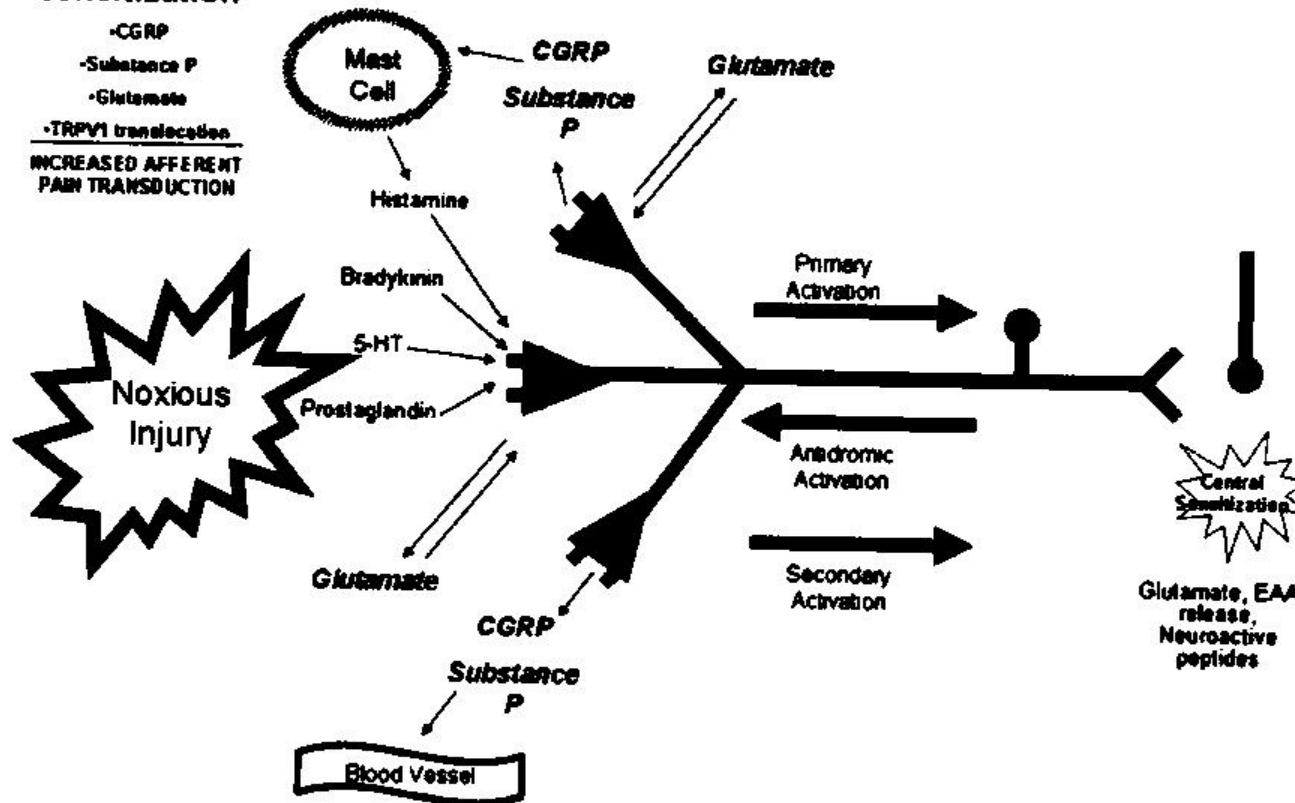 •CGRP
•Substance P
•Glutamate
•TRPV1 translocation
INCREASED AFFERENT
PAIN TRANSDUCTION
Mast
Cell
CGRP
Substance
P
Glutamate
Histamine
Bradykinin
5-HT
Prostaglandin
Noxious
Injury
Primary
Activation
Antidromic
Activation
Secondary
Activation
Central
Sensitization
Glutamate, EAA
release,
Neuroactive
peptides
Glutamate
CGRP
Substance
P
Blood Vessel